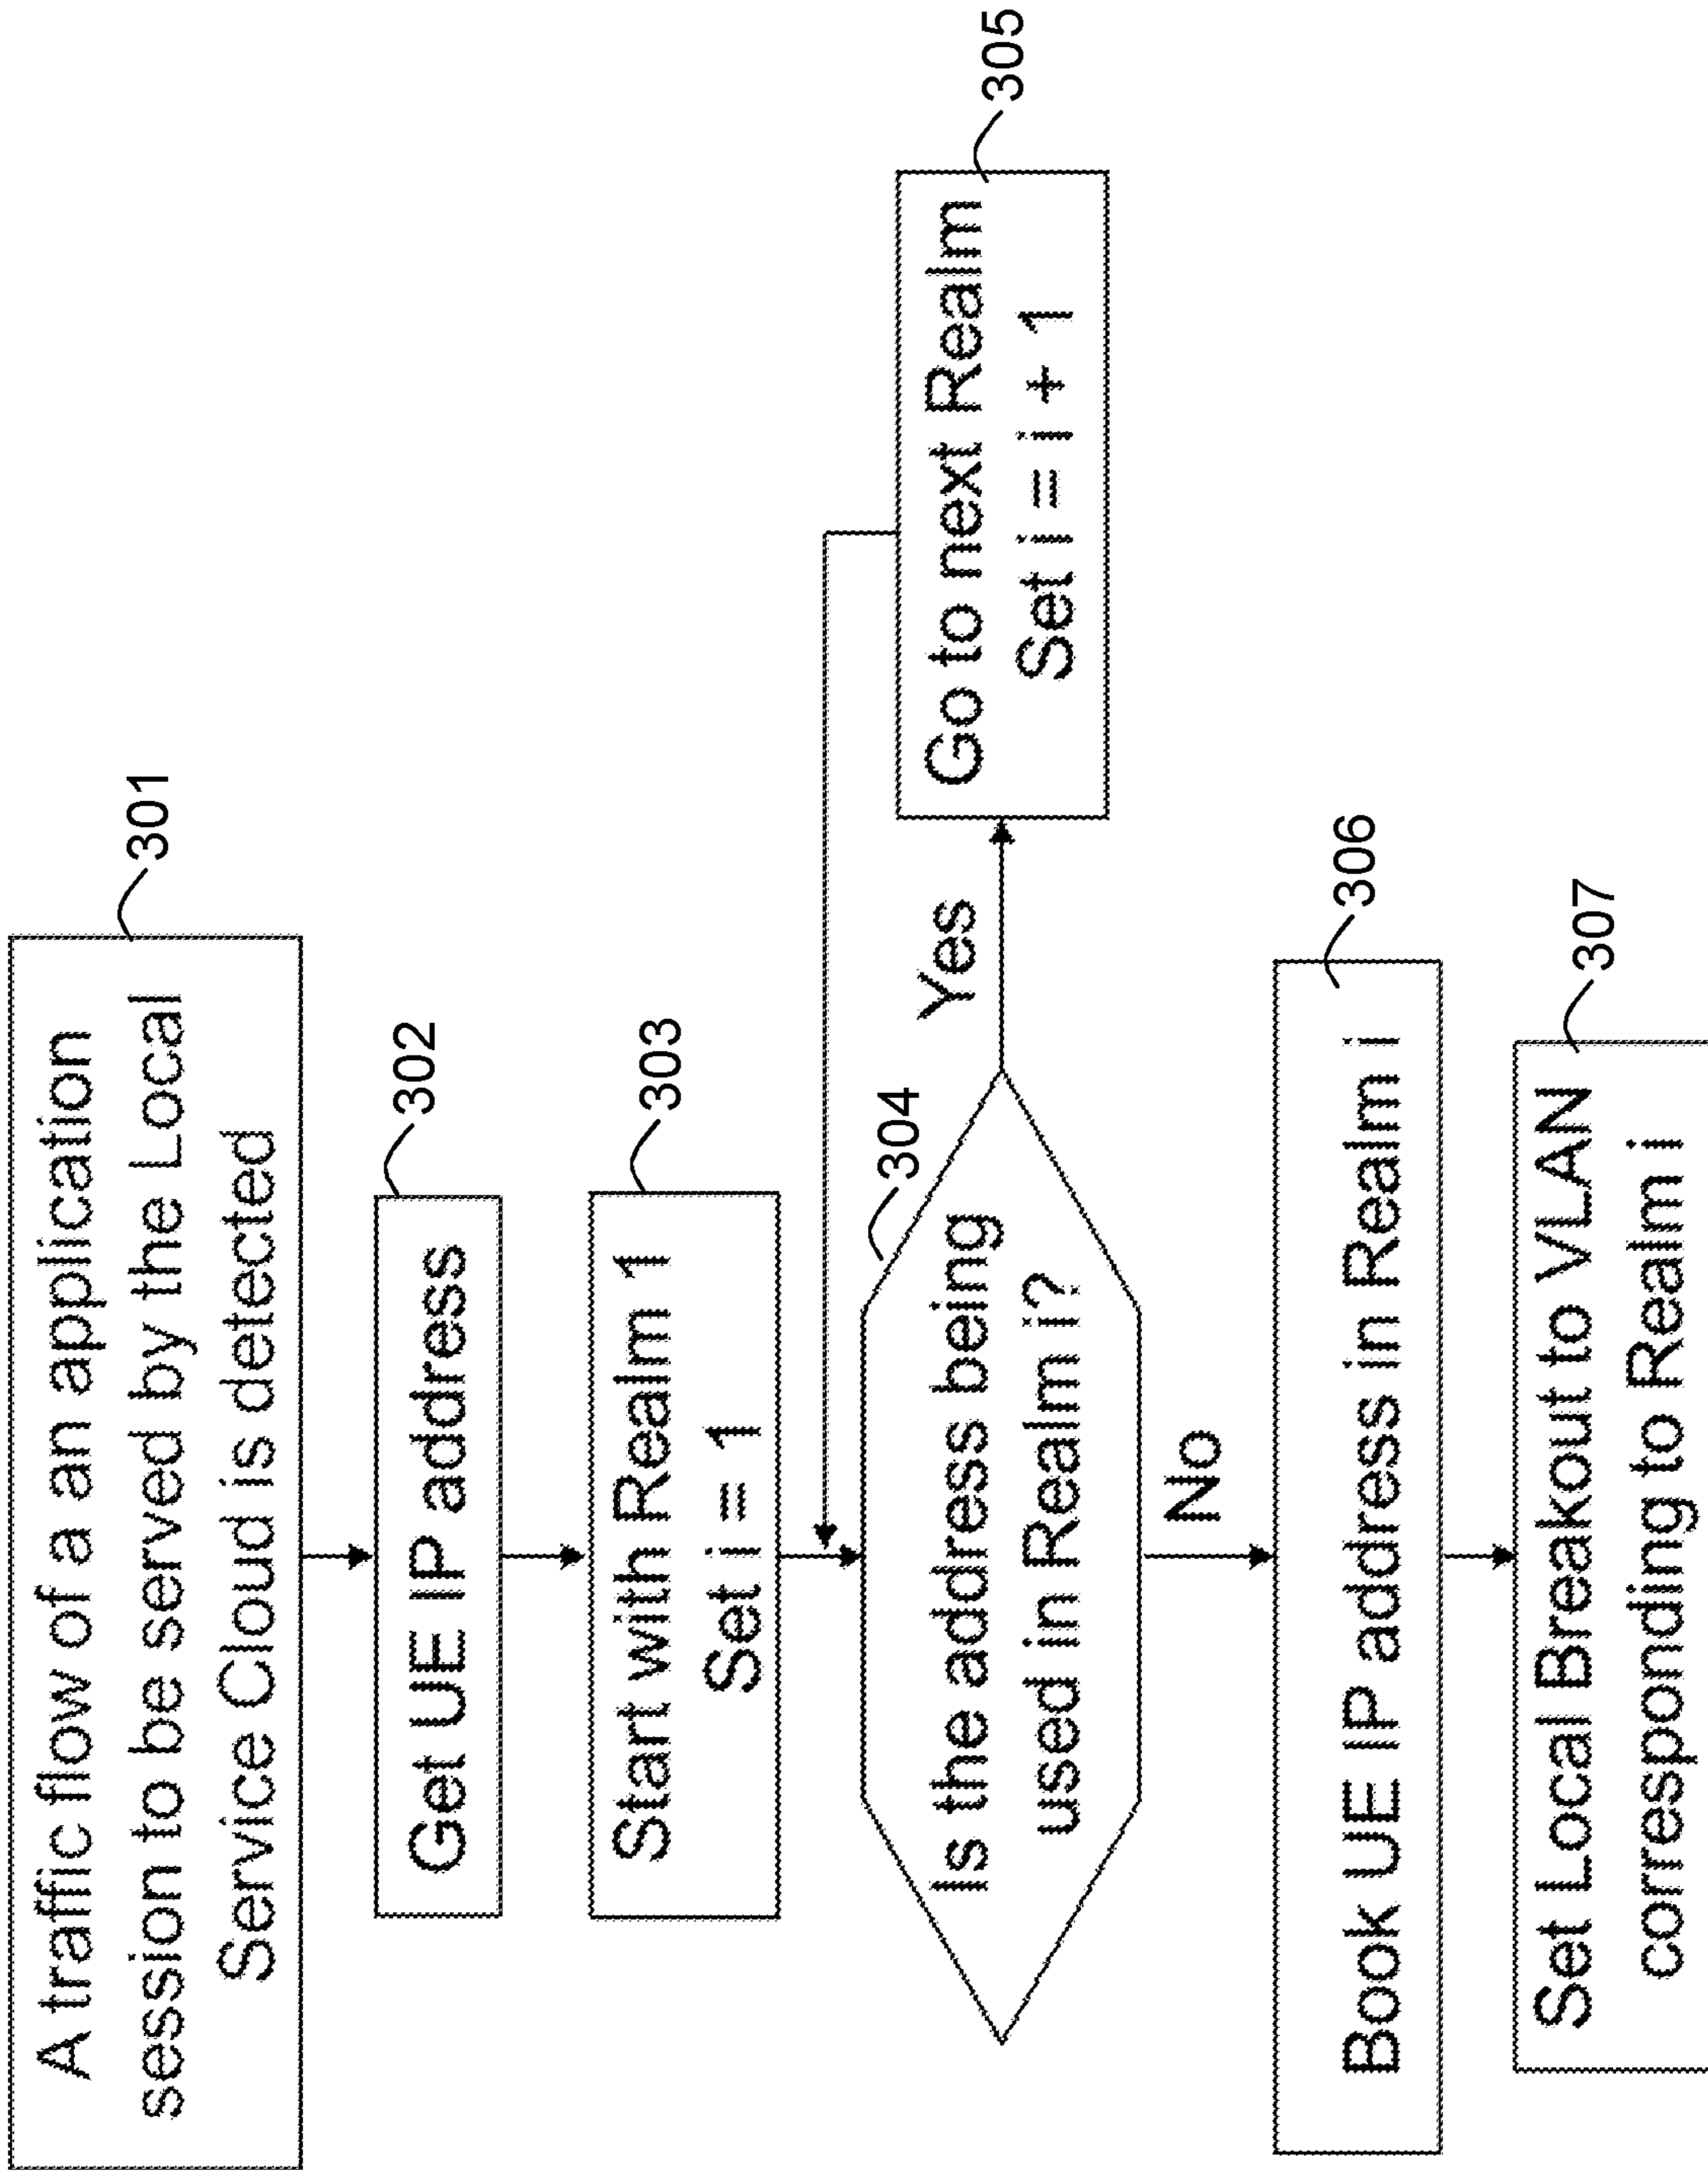 A traffic flow of a an application
session to be served by the Local
Service Cloud is detected
301
Get UE IP address
302
Start with Realm 1
Set i = 1
303
Is the address being
used in Realm i?
304
Yes
Go to next Realm
Set i = i + 1
305
No
Book UE IP address in Realm i
306
Set Local Breakout to VLAN
corresponding to Realm i
307